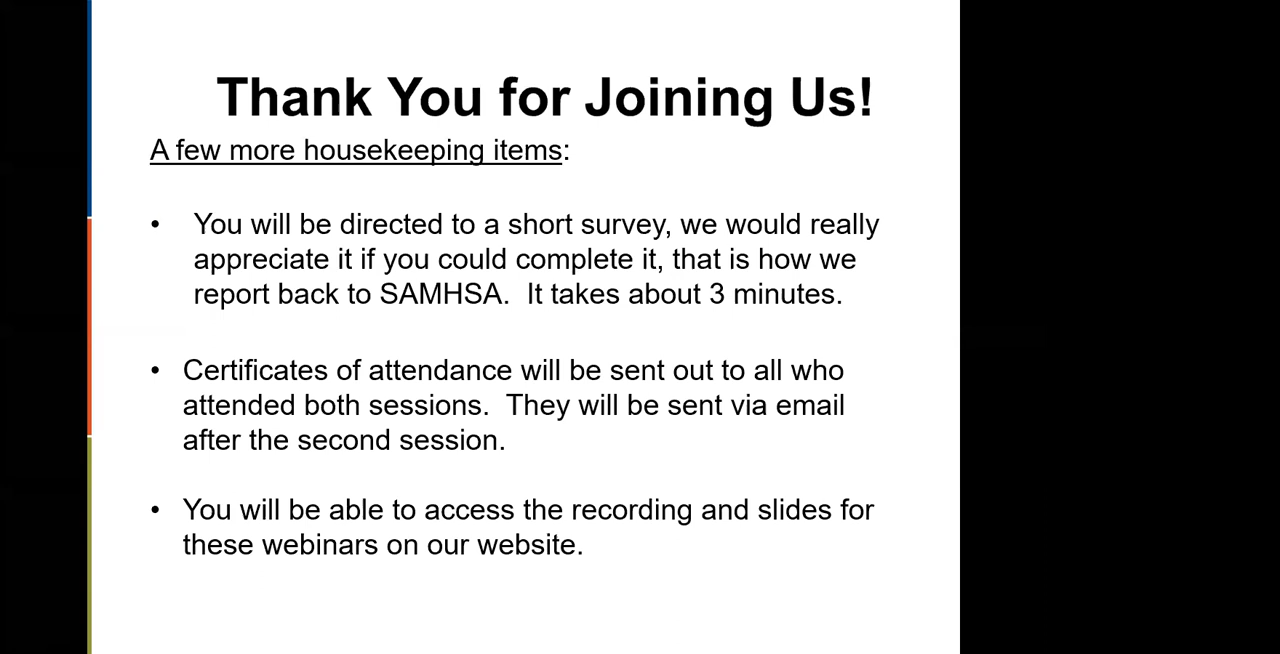 Thank You for Joining Us!
A few more housekeeping items:
• You will be directed to a short survey, we would really
appreciate it if you could complete it, that is how we
report back to SAMHSA.  It takes about 3 minutes.
• Certificates of attendance will be sent out to all who
attended both sessions.  They will be sent via email
after the second session.
• You will be able to access the recording and slides for
these webinars on our website.